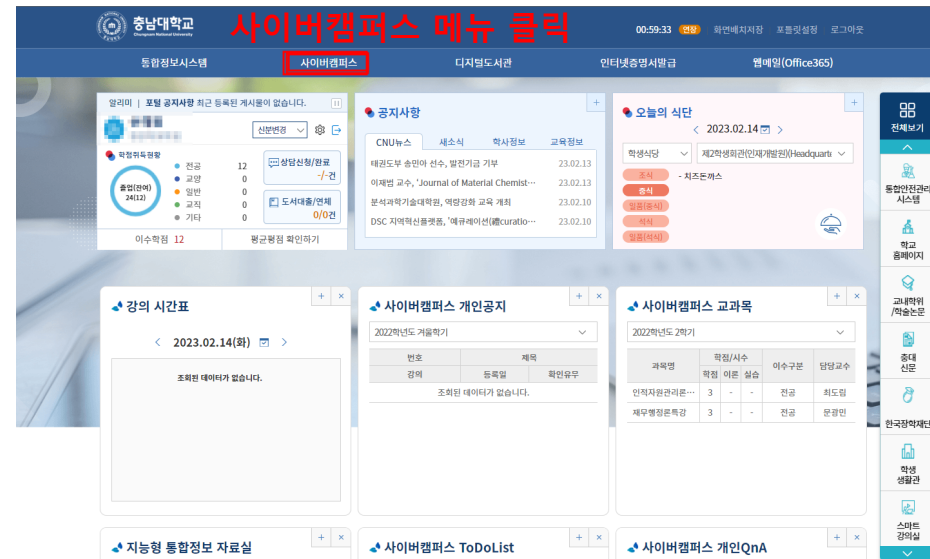 충남대학교
Chungnam National University
사이버캠퍼스 메뉴 클릭
00:59:33 연장 화면배치저장 포틀릿설정 로그아웃
통합정보시스템 사이버캠퍼스 디지털도서관 인터넷증명서발급 웹메일(Office365)
알리미 | 포털 공지사항 최근 등록된 게시물이 없습니다.
신분변경
학점취득현황
졸업(잔여)
24(12)
전공 12
교양 0
일반 0
교직 0
기타 0
상담신청/완료
-/-건
도서대출/연체
0/0건
이수학점 12 평균평점 확인하기
공지사항
CNU뉴스 새소식 학사정보 교육정보
태권도부 송민아 선수, 발전기금 기부 23.02.13
이재범 교수, 'Journal of Material Chemist… 23.02.13
분석과학기술대학원, 역량강화 교육 개최 23.02.10
DSC 지역혁신플랫폼, '예큐레이션(禮curatio… 23.02.10
오늘의 식단
< 2023.02.14 >
학생식당 제2학생회관(인재개발원)(Headquarte
조식 - 치즈돈까스
중식
일품(중식)
석식
일품(석식)
강의 시간표
< 2023.02.14(화) >
조회된 데이터가 없습니다.
사이버캠퍼스 개인공지
2022학년도 겨울학기
번호 제목
강의 등록일 확인유무
조회된 데이터가 없습니다.
사이버캠퍼스 교과목
2022학년도 2학기
과목명 학점/시수 이수구분 담당교수
학점 이론 실습
인적자원관리론… 3 - - 전공 최도림
재무행정론특강 3 - - 전공 문광민
지능형 통합정보 자료실
사이버캠퍼스 ToDoList
사이버캠퍼스 개인QnA
전체보기
통합안전관리
시스템
학교
홈페이지
교내학위
/학술논문
충대
신문
한국장학재단
학생
생활관
스마트
강의실